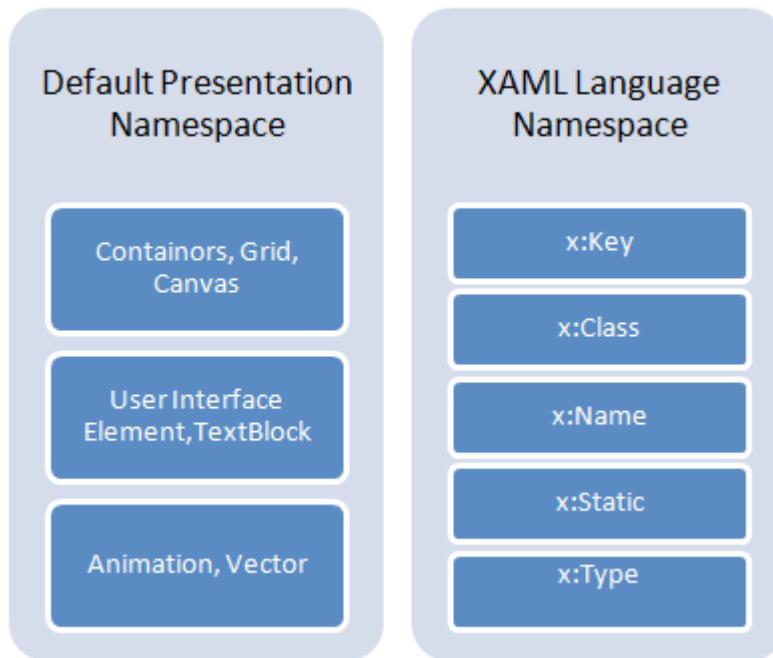 Default Presentation
Namespace
Containors, Grid,
Canvas
User Interface
Element,TextBlock
Animation, Vector
XAML Language
Namespace
x:Key
x:Class
x:Name
x:Static
x:Type